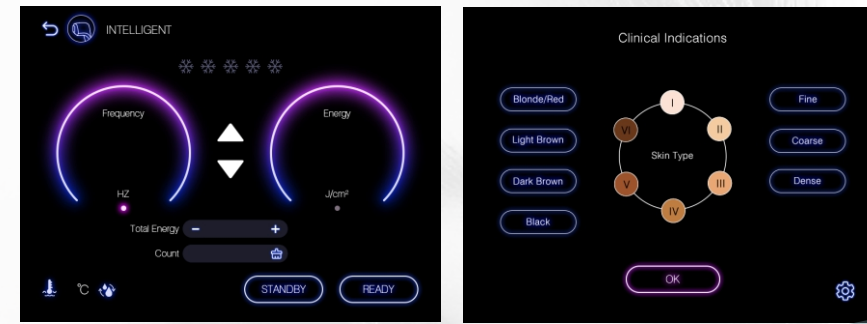 INTELLIGENT
Frequency
Energy
HZ
J/cm²
Total Energy - +
Count
°C
STANDBY
READY
Clinical Indications
Blonde/Red
Light Brown
Dark Brown
Black
I
II
III
IV
V
VI
Skin Type
Fine
Coarse
Dense
OK